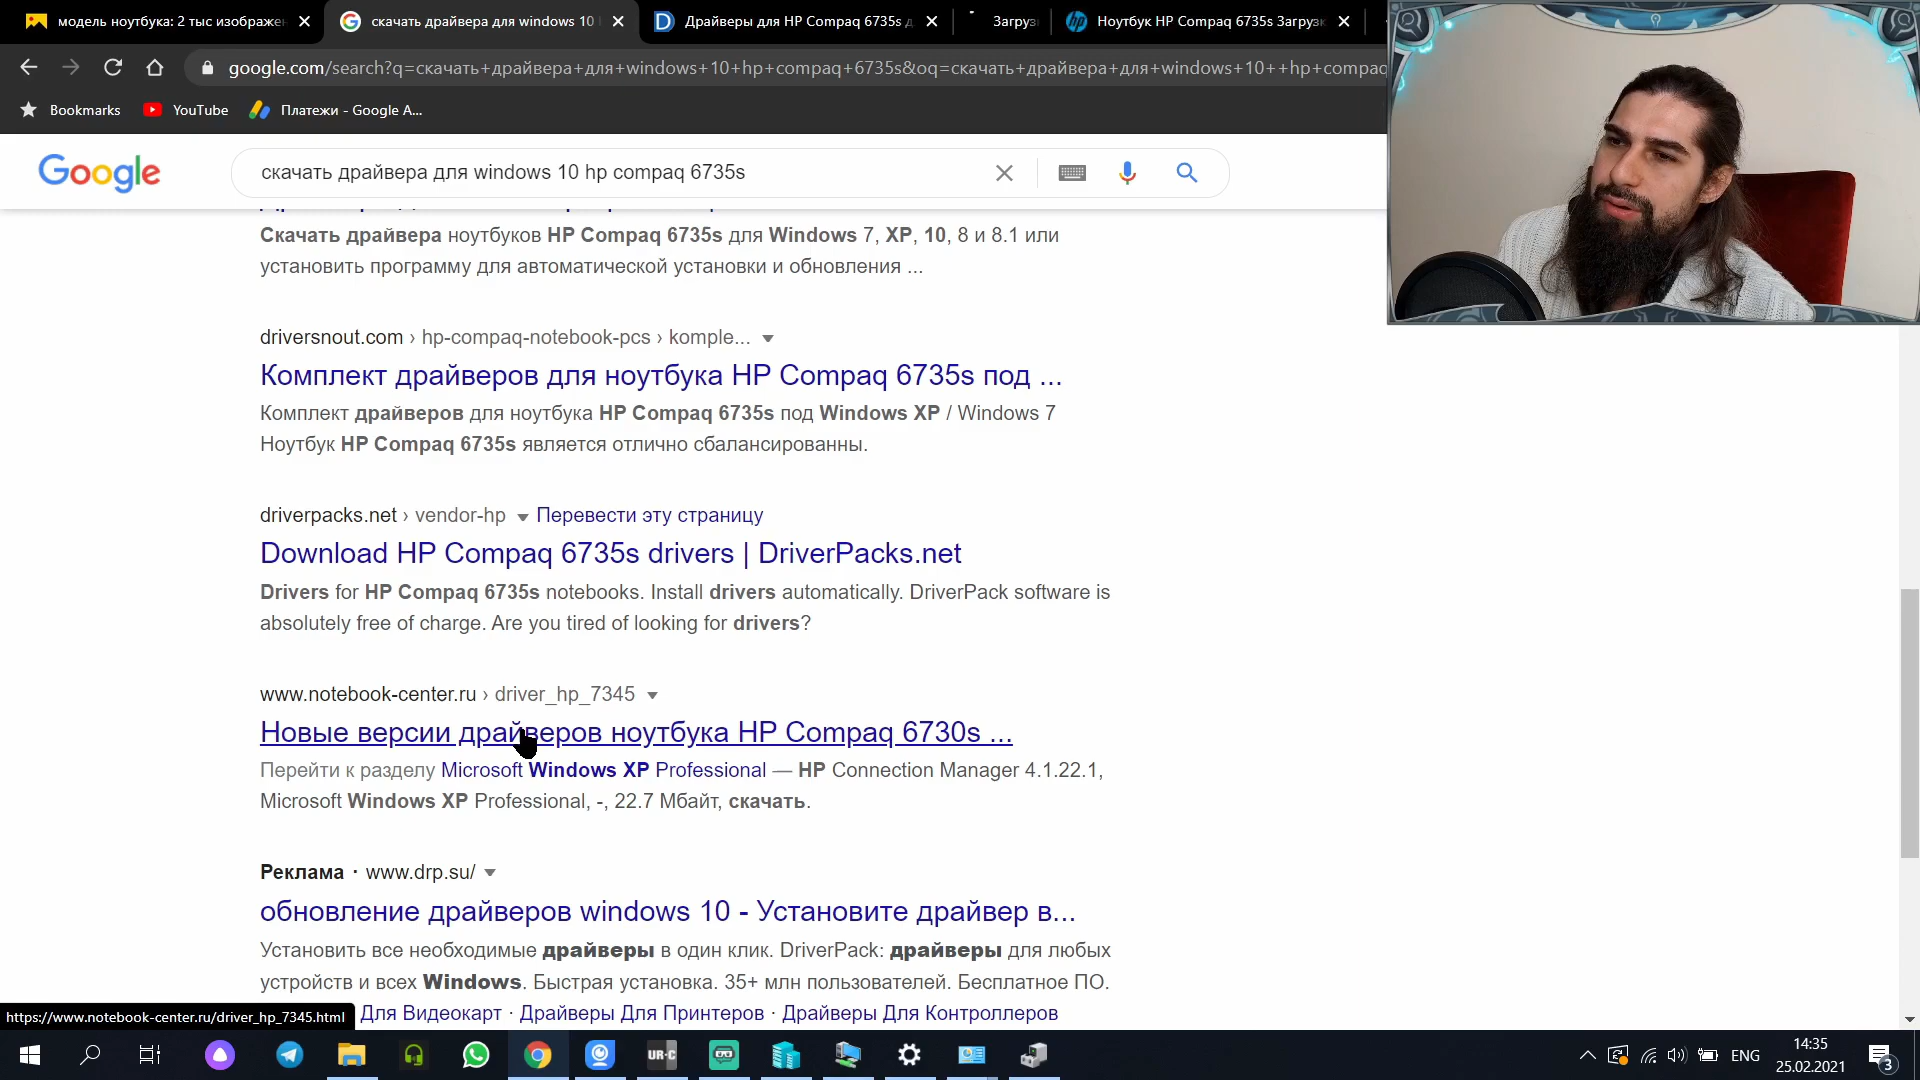 модель ноутбука: 2 тыс изображен
скачать драйвера для windows 10
Драйверы для HP Compaq 6735s д
Загруз
Ноутбук HP Compaq 6735s Загрузк
google.com/search?q=скачать+драйвера+для+windows+10+hp+compaq+6735s&oq=скачать+драйвера+для+windows+10++hp+compaq
Bookmarks
YouTube
Платежи - Google A...
Google
скачать драйвера для windows 10 hp compaq 6735s
Скачать драйвера ноутбуков HP Compaq 6735s для Windows 7, XP, 10, 8 и 8.1 или
установить программу для автоматической установки и обновления ...
driversnout.com › hp-compaq-notebook-pcs › komple...
Комплект драйверов для ноутбука HP Compaq 6735s под ...
Комплект драйверов для ноутбука HP Compaq 6735s под Windows XP / Windows 7
Ноутбук HP Compaq 6735s является отлично сбалансированны.
driverpacks.net › vendor-hp Перевести эту страницу
Download HP Compaq 6735s drivers | DriverPacks.net
Drivers for HP Compaq 6735s notebooks. Install drivers automatically. DriverPack software is
absolutely free of charge. Are you tired of looking for drivers?
www.notebook-center.ru › driver_hp_7345
Новые версии драйверов ноутбука HP Compaq 6730s ...
Перейти к разделу Microsoft Windows XP Professional — HP Connection Manager 4.1.22.1,
Microsoft Windows XP Professional, -, 22.7 Мбайт, скачать.
Реклама · www.drp.su/
обновление драйверов windows 10 - Установите драйвер в...
Установить все необходимые драйверы в один клик. DriverPack: драйверы для любых
устройств и всех Windows. Быстрая установка. 35+ млн пользователей. Бесплатное ПО.
https://www.notebook-center.ru/driver_hp_7345.html
Для Видеокарт · Драйверы Для Принтеров · Драйверы Для Контроллеров
UR-C
ENG
14:35
25.02.2021
3